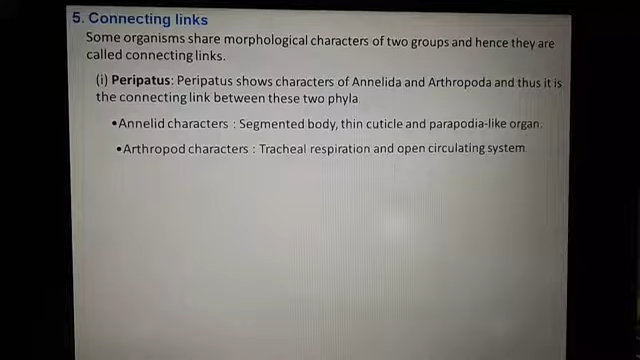 5. Connecting links
Some organisms share morphological characters of two groups and hence they are
called connecting links.
(i) Peripatus: Peripatus shows characters of Annelida and Arthropoda and thus it is
the connecting link between these two phyla.
•Annelid characters : Segmented body, thin cuticle and parapodia-like organ.
•Arthropod characters : Tracheal respiration and open circulating system.